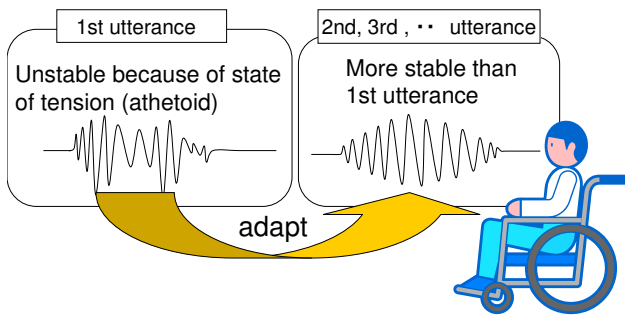 1st utterance
Unstable because of state
of tension (athetoid)
2nd, 3rd , ・・ utterance
More stable than
1st utterance
adapt